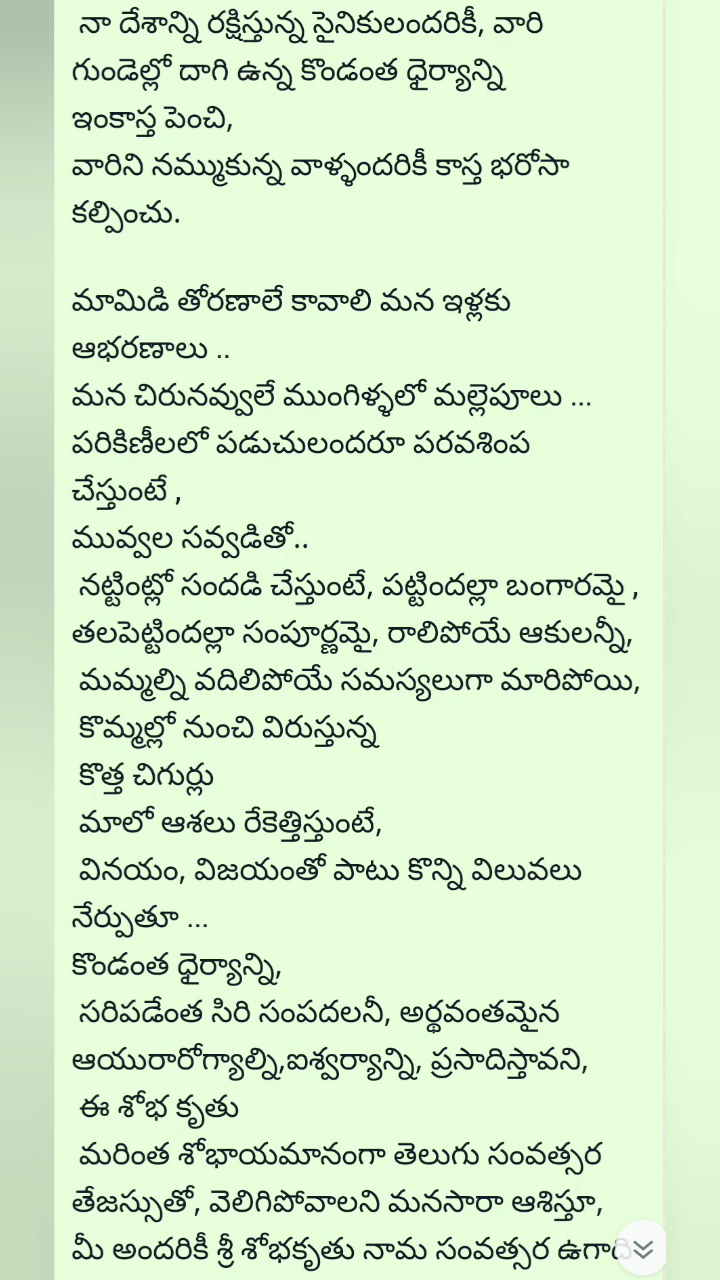 నా దేశాన్ని రక్షిస్తున్న సైనికులందరికీ, వారి
గుండెల్లో దాగి ఉన్న కొండంత ధైర్యాన్ని
ఇంకాస్త పెంచి,
వారిని నమ్ముకున్న వాళ్ళందరికీ కాస్త భరోసా
కల్పించు.
మామిడి తోరణాలే కావాలి మన ఇళ్లకు
ఆభరణాలు ..
మన చిరునవ్వులే ముంగిళ్ళలో మల్లెపూలు ...
పరికిణీలలో పడుచులందరూ పరవశింప
చేస్తుంటే ,
మువ్వల సవ్వడితో..
నట్టింట్లో సందడి చేస్తుంటే, పట్టిందల్లా బంగారమై ,
తలపెట్టిందల్లా సంపూర్ణమై, రాలిపోయే ఆకులన్నీ,
మమ్మల్ని వదిలిపోయే సమస్యలుగా మారిపోయి,
కొమ్మల్లో నుంచి విరుస్తున్న
కొత్త చిగుర్లు
మాలో ఆశలు రేకెత్తిస్తుంటే,
వినయం, విజయంతో పాటు కొన్ని విలువలు
నేర్పుతూ ...
కొండంత ధైర్యాన్ని,
సరిపడేంత సిరి సంపదలనీ, అర్థవంతమైన
ఆయురారోగ్యాల్ని,ఐశ్వర్యాన్ని, ప్రసాదిస్తావని,
ఈ శోభ కృతు
మరింత శోభాయమానంగా తెలుగు సంవత్సర
తేజస్సుతో, వెలిగిపోవాలని మనసారా ఆశిస్తూ,
మీ అందరికీ శ్రీ శోభకృతు నామ సంవత్సర ఉగాది